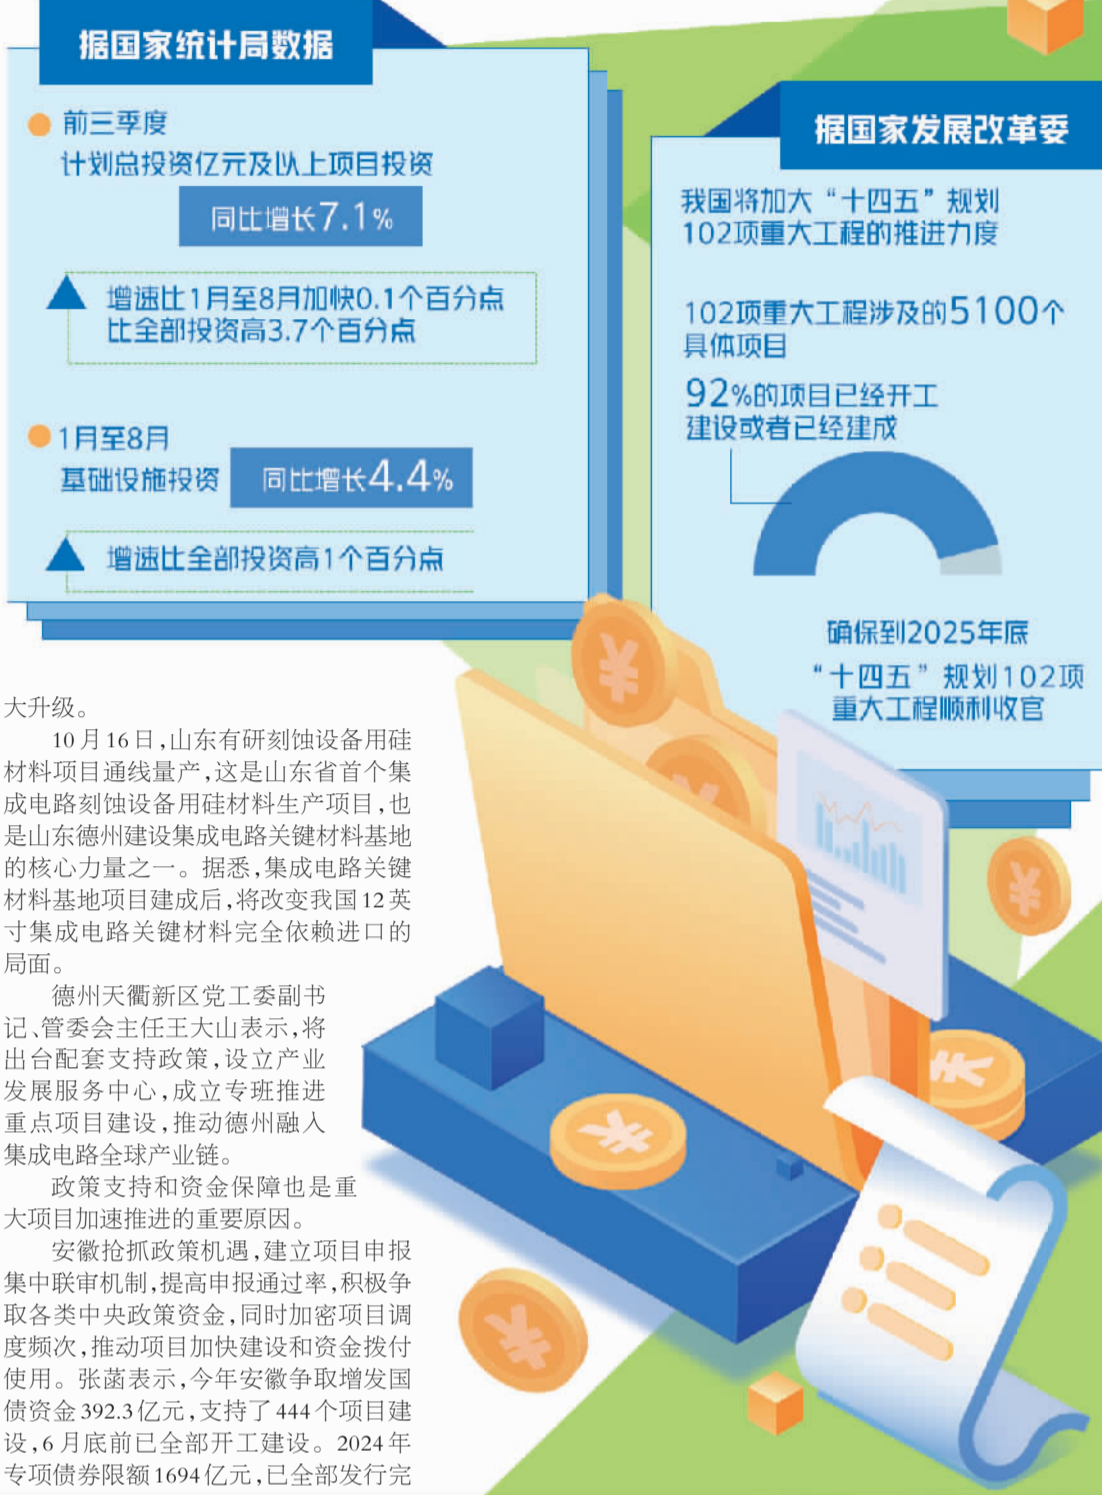 据国家统计局数据
前三季度
计划总投资亿元及以上项目投资
同比增长7.1%
增速比1月至8月加快0.1个百分点
比全部投资高3.7个百分点
1月至8月
基础设施投资
同比增长4.4%
增速比全部投资高1个百分点
据国家发展改革委
我国将加大“十四五”规划
102项重大工程的推进力度
102项重大工程涉及的5100个
具体项目
92%的项目已经开工
建设或者已经建成
确保到2025年底
“十四五”规划102项
重大工程顺利收官
大升级。
10月16日,山东有研刻蚀设备用硅
材料项目通线量产,这是山东省首个集
成电路刻蚀设备用硅材料生产项目,也
是山东德州建设集成电路关键材料基地
的核心力量之一。据悉,集成电路关键
材料基地项目建成后,将改变我国12英
寸集成电路关键材料完全依赖进口的
局面。
德州天衢新区党工委副书
记、管委会主任王大山表示,将
出台配套支持政策,设立产业
发展服务中心,成立专班推进
重点项目建设,推动德州融入
集成电路全球产业链。
政策支持和资金保障也是重
大项目加速推进的重要原因。
安徽抢抓政策机遇,建立项目申报
集中联审机制,提高申报通过率,积极争
取各类中央政策资金,同时加密项目调
度频次,推动项目加快建设和资金拨付
使用。张菡表示,今年安徽争取增发国
债资金392.3亿元,支持了444个项目建
设,6月底前已全部开工建设。2024年
专项债券限额1694亿元,已全部发行完